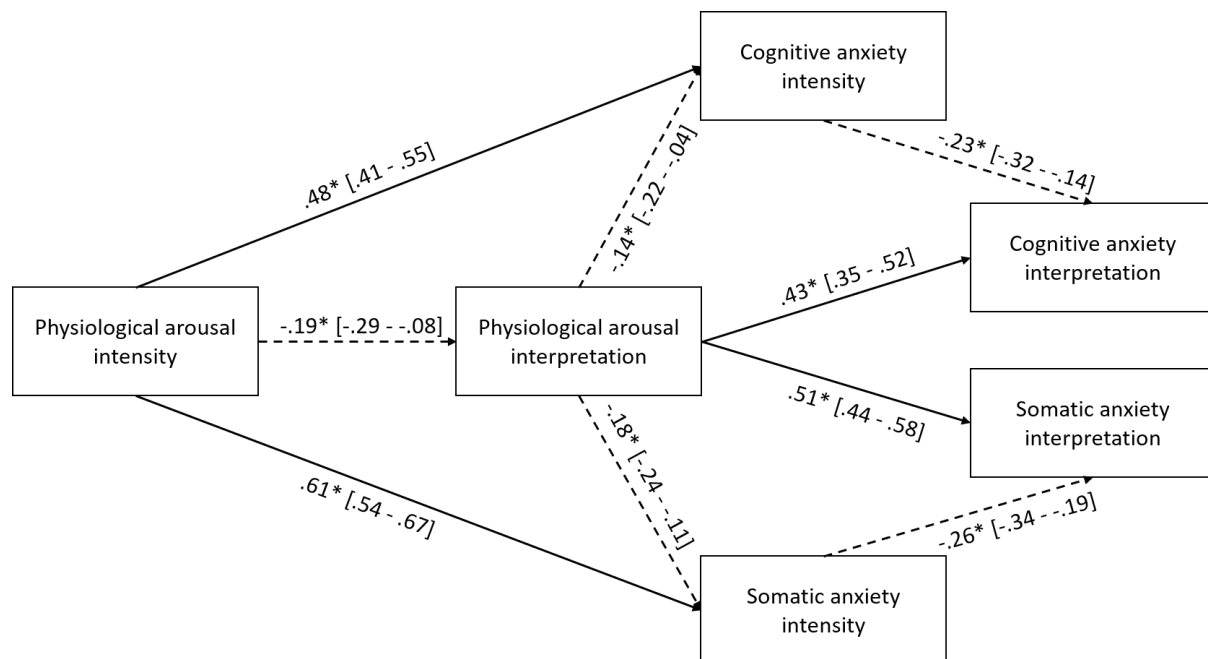 Cognitive anxiety
intensity
.48* [.41 - .55]
-.14* [-.22 - -.04]
-.23* [-.32 - -.14]
Cognitive anxiety
interpretation
Physiological arousal
intensity
-.19* [-.29 - -.08]
Physiological arousal
interpretation
.43* [.35 - .52]
.51* [.44 - .58]
Somatic anxiety
interpretation
.61* [.54 - .67]
-.18* [-.24 - -.11]
-.26* [-.34 - -.19]
Somatic anxiety
intensity